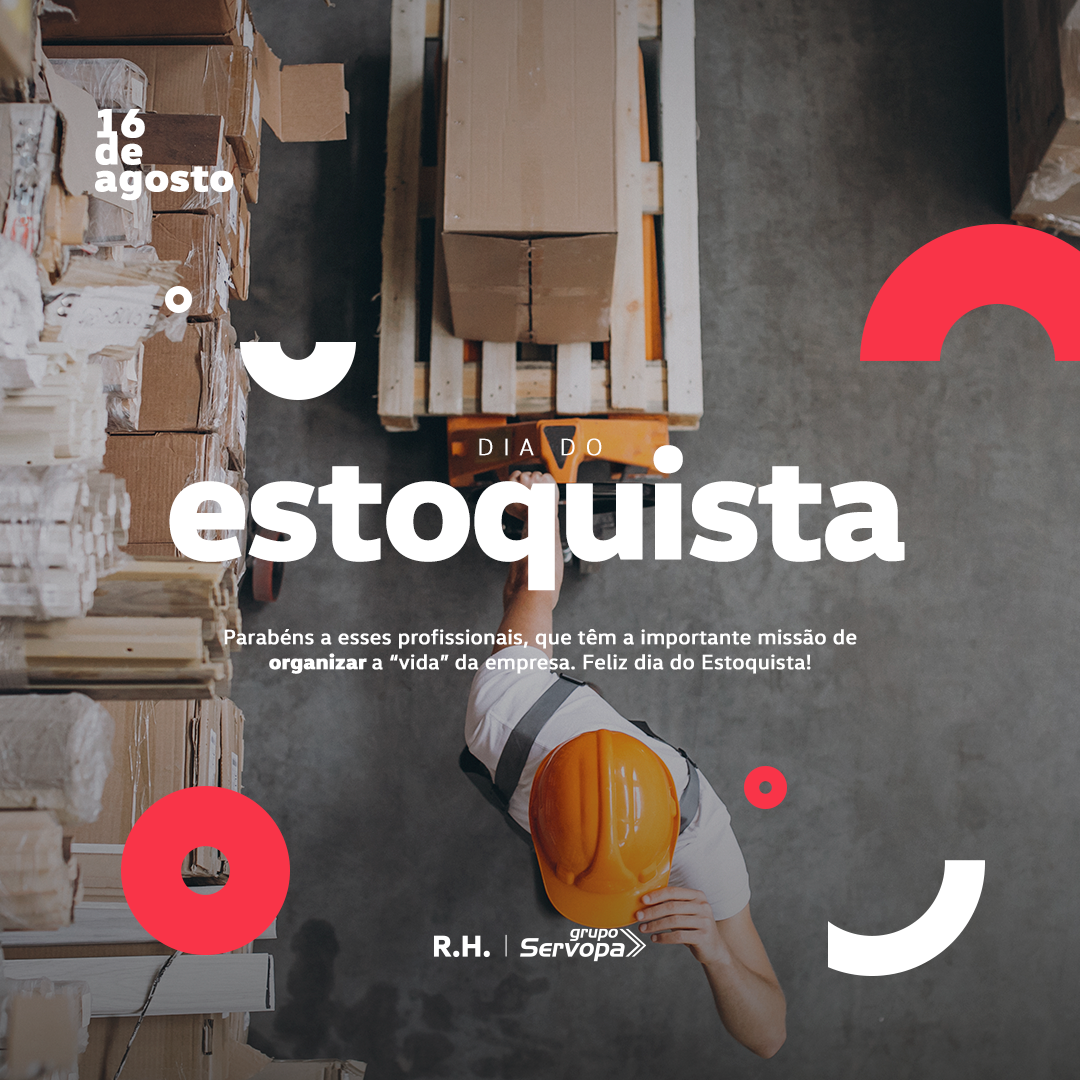 16
de
agosto
DIA DO
estoquista
Parabéns a esses profissionais, que têm a importante missão de
organizar a “vida” da empresa. Feliz dia do Estoquista!
R.H. | grupo
Servopa